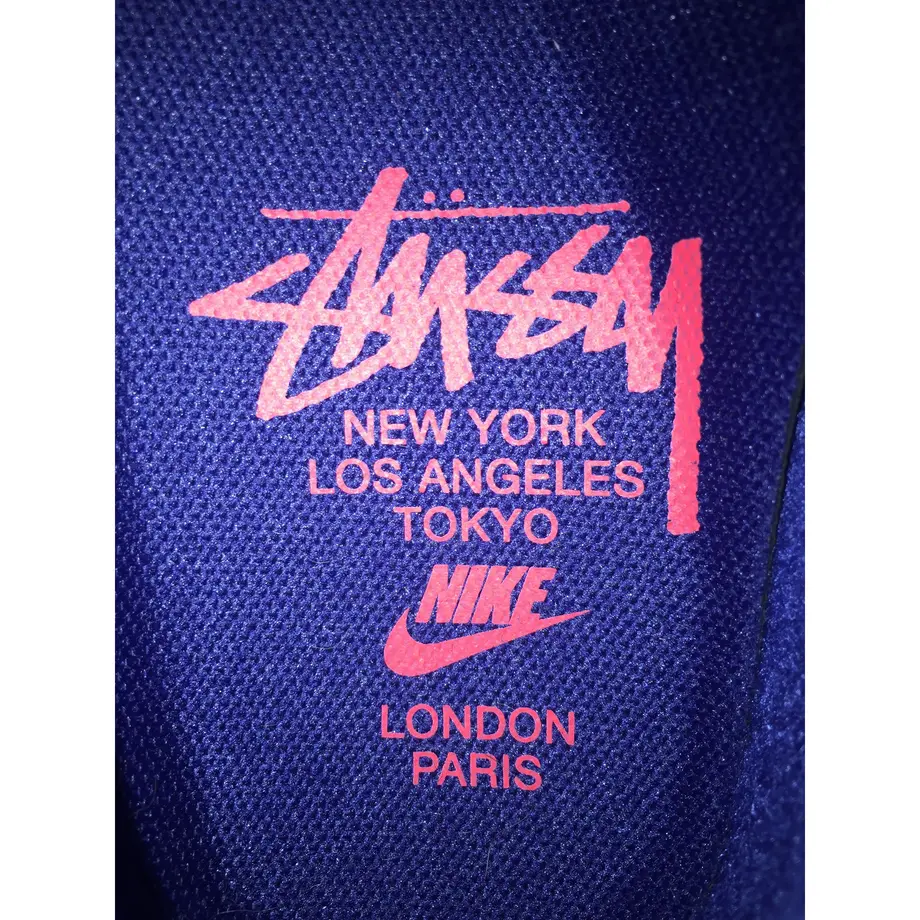 STÜSSY
NEW YORK
LOS ANGELES
TOKYO
NIKE
LONDON
PARIS